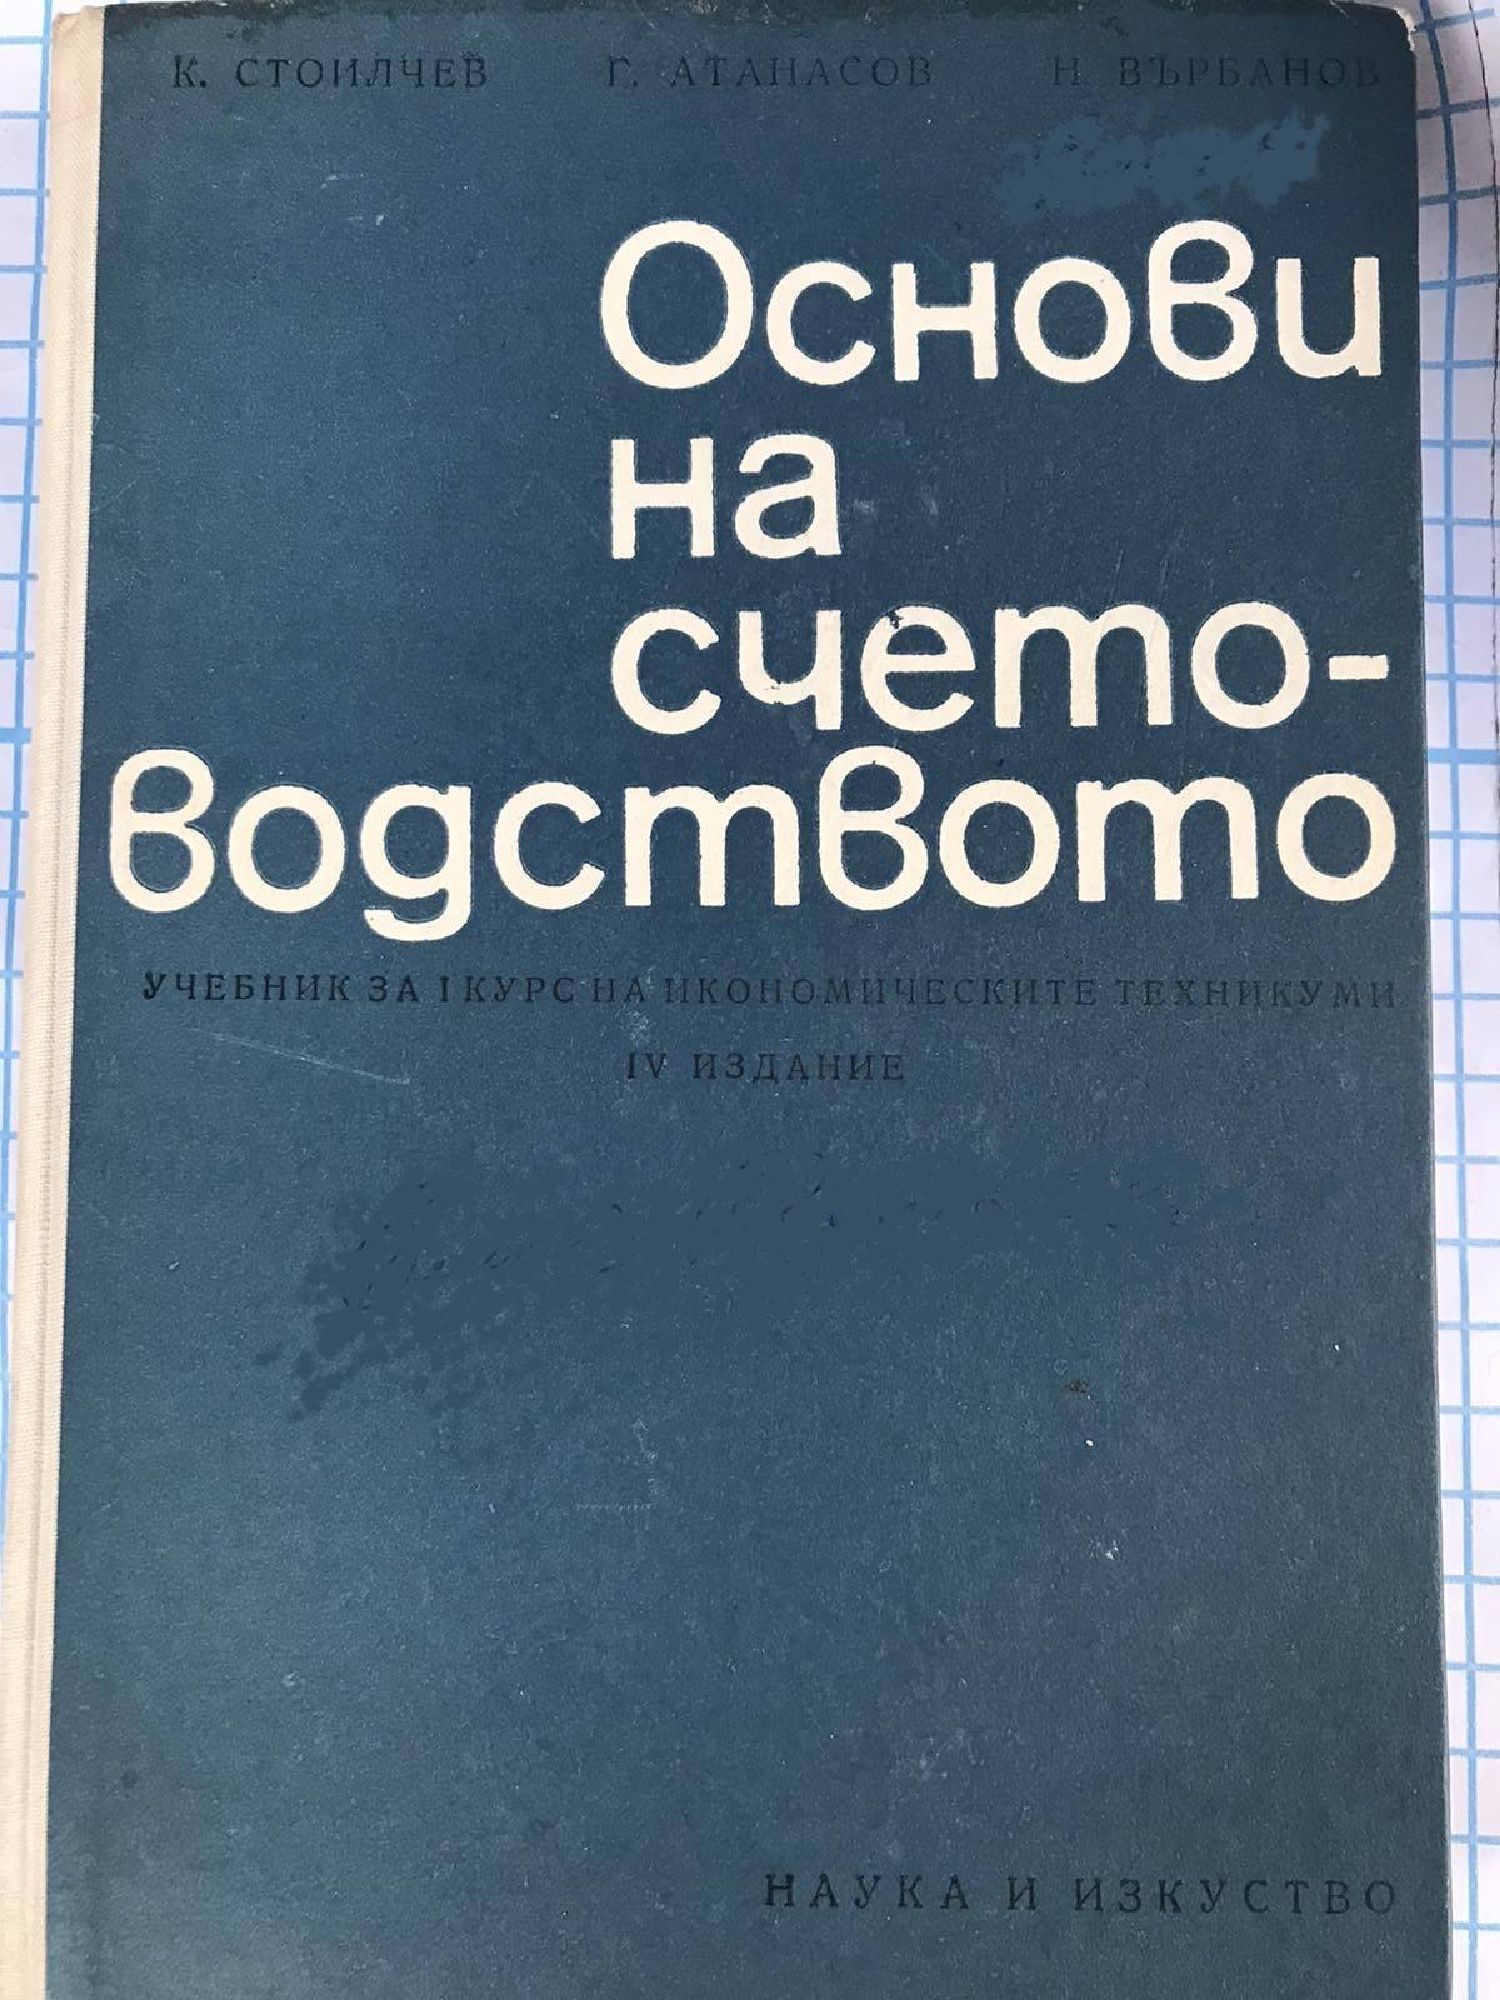 К. СТОИЛЧЕВ Г. АТАНАСОВ Н. ВЪРБАНОВ
Основи
на
счето-
водството
УЧЕБНИК ЗА I КУРС НА ИКОНОМИЧЕСКИТЕ ТЕХНИКУМИ
IV ИЗДАНИЕ
НАУКА И ИЗКУСТВО